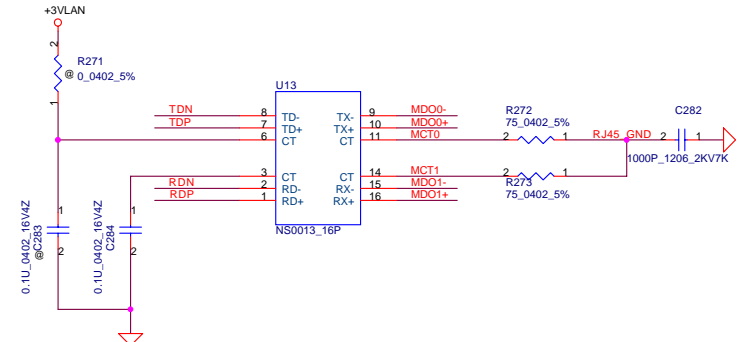 +3VLAN
2
R271
@ 0_0402_5%
1
U13
TDN 8 TD- TX- 9 MDO0-
TDP 7 TD+ TX+ 10 MDO0+
6 CT CT 11 MCT0
R272
75_0402_5%
2 1
RJ45_GND
C282
2 1
1000P_1206_2KV7K
3 CT CT 14 MCT1
RDN 2 RD- RX- 15 MDO1-
RDP 1 RD+ RX+ 16 MDO1+
2 1
R273
75_0402_5%
NS0013_16P
0.1U_0402_16V4Z
@C283
1
2
0.1U_0402_16V4Z
C284
1
2